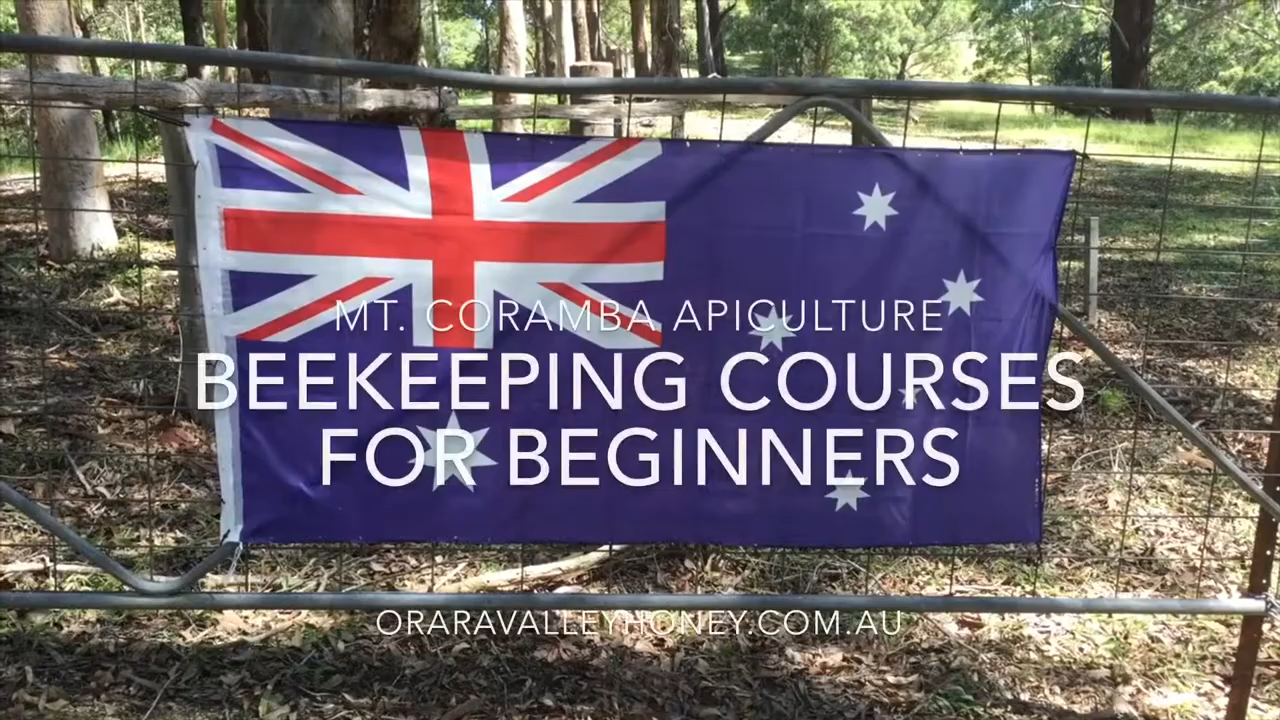 MT. CORAMBA APICULTURE
BEEKEEPING COURSES
FOR BEGINNERS
ORARAVALLEYHONEY.COM.AU